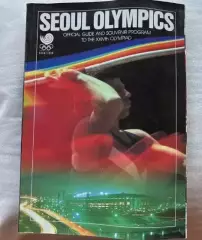 SEOUL OLYMPICS
OFFICIAL GUIDE AND SOUVENIR PROGRAM
TO THE XXIVth OLYMPIAD